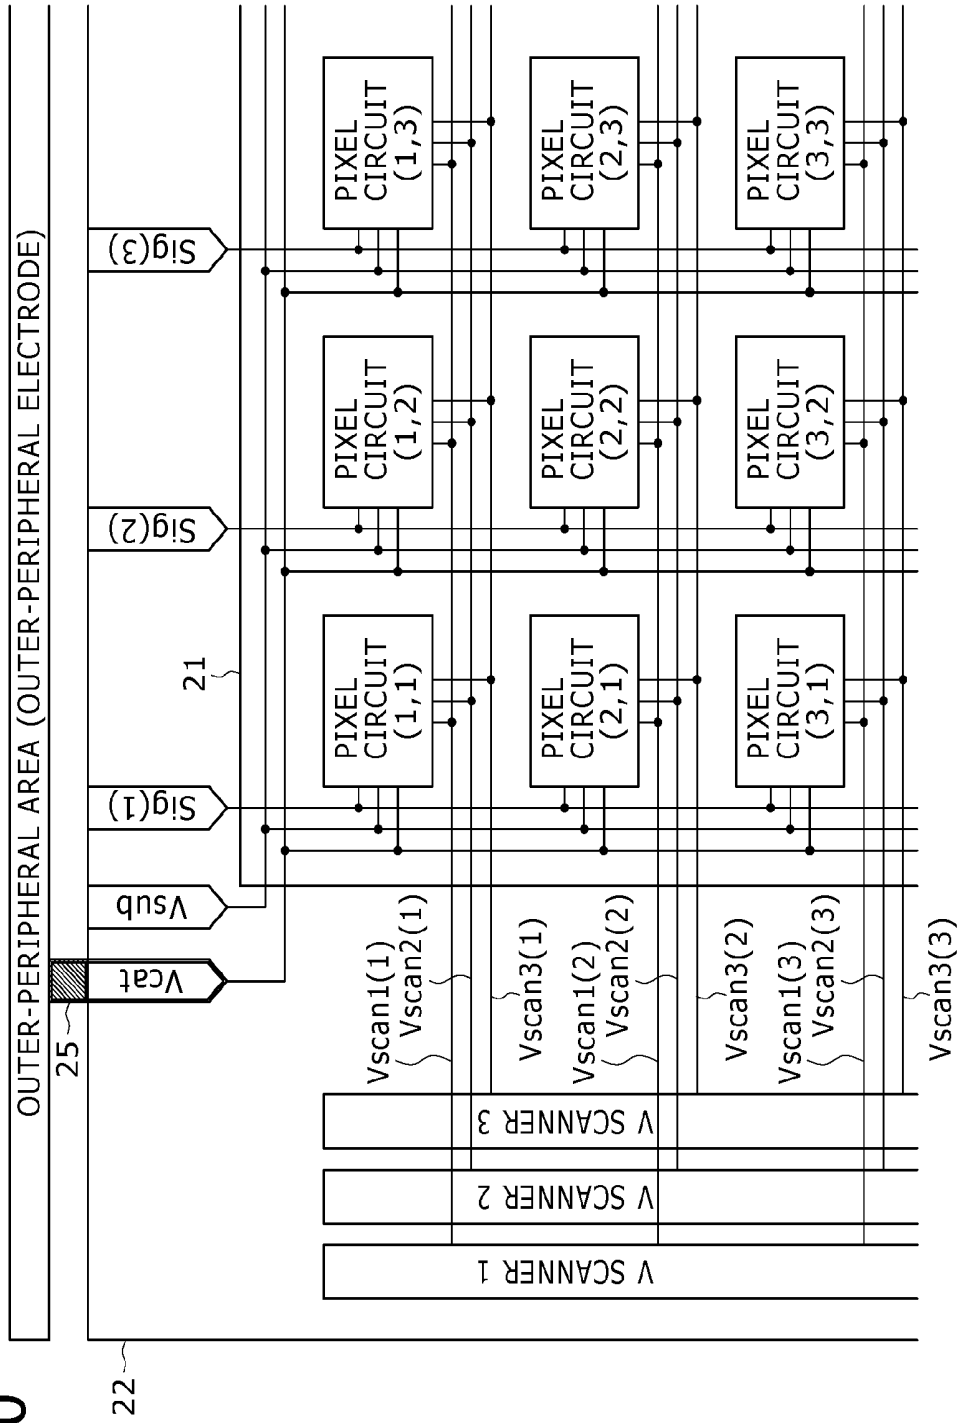 OUTER-PERIPHERAL AREA (OUTER-PERIPHERAL ELECTRODE)
25
22
21
Vcat
Vsub
Sig(1)
Sig(2)
Sig(3)
V SCANNER 1
V SCANNER 2
V SCANNER 3
Vscan1(1)
Vscan2(1)
Vscan3(1)
Vscan1(2)
Vscan2(2)
Vscan3(2)
Vscan1(3)
Vscan2(3)
Vscan3(3)
PIXEL
CIRCUIT
(1,1)
PIXEL
CIRCUIT
(1,2)
PIXEL
CIRCUIT
(1,3)
PIXEL
CIRCUIT
(2,1)
PIXEL
CIRCUIT
(2,2)
PIXEL
CIRCUIT
(2,3)
PIXEL
CIRCUIT
(3,1)
PIXEL
CIRCUIT
(3,2)
PIXEL
CIRCUIT
(3,3)